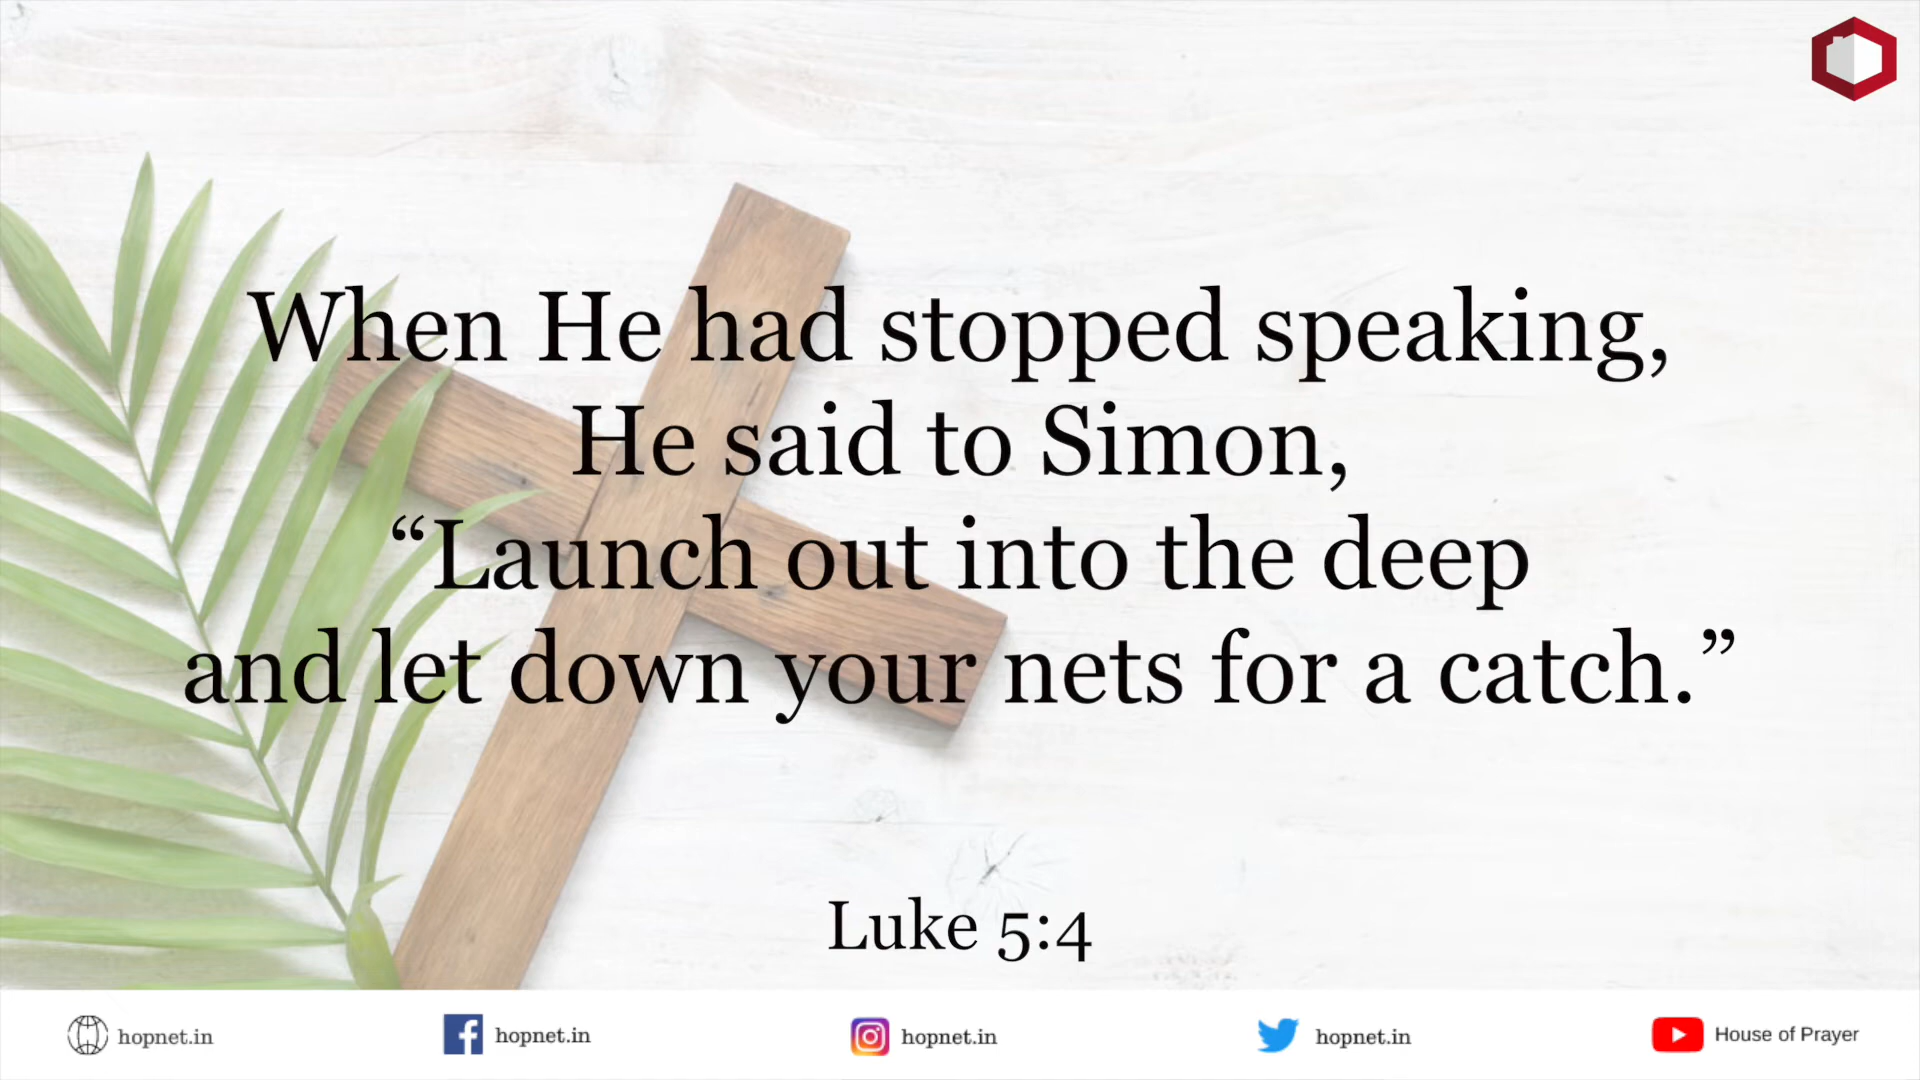 When He had stopped speaking,
He said to Simon,
“Launch out into the deep
and let down your nets for a catch.”
Luke 5:4
hopnet.in
hopnet.in
hopnet.in
hopnet.in
House of Prayer